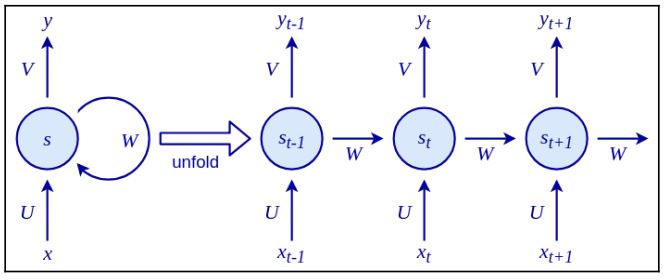 y y_{t-1} y_t y_{t+1}
V V V V
s W s_{t-1} s_t s_{t+1}
unfold W W W
U U U U
x x_{t-1} x_t x_{t+1}